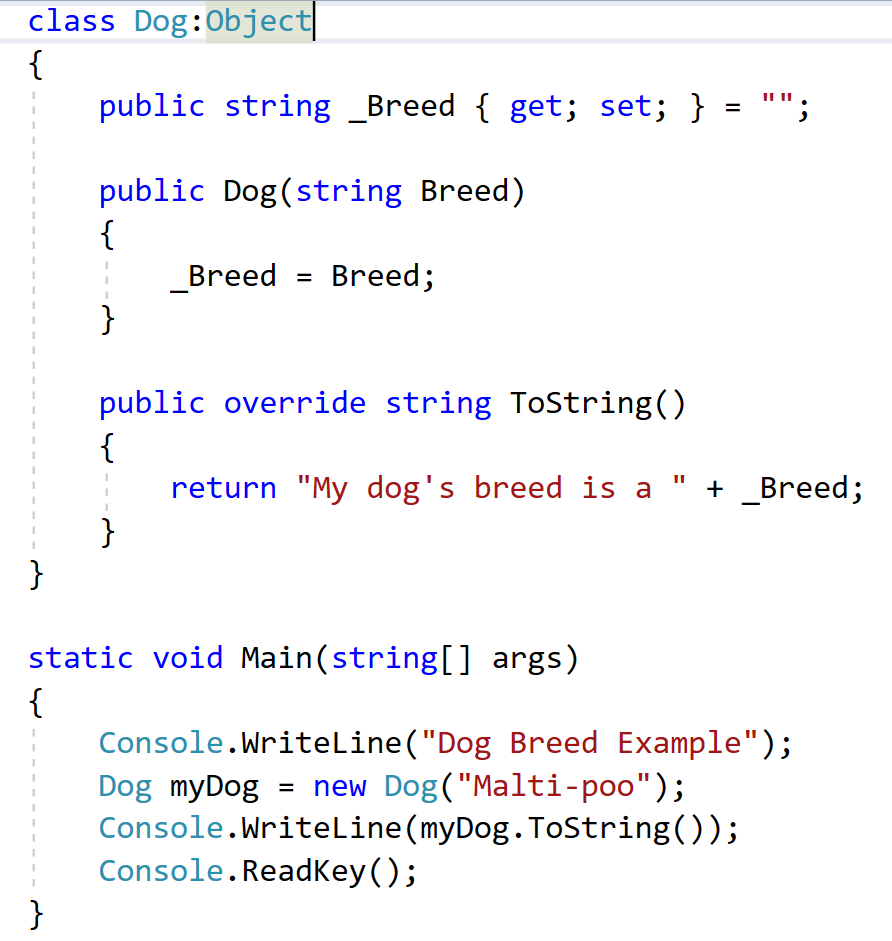 class Dog:Object
{
    public string _Breed { get; set; } = "";
    public Dog(string Breed)
    {
        _Breed = Breed;
    }
    public override string ToString()
    {
        return "My dog's breed is a " + _Breed;
    }
}
static void Main(string[] args)
{
    Console.WriteLine("Dog Breed Example");
    Dog myDog = new Dog("Malti-poo");
    Console.WriteLine(myDog.ToString());
    Console.ReadKey();
}